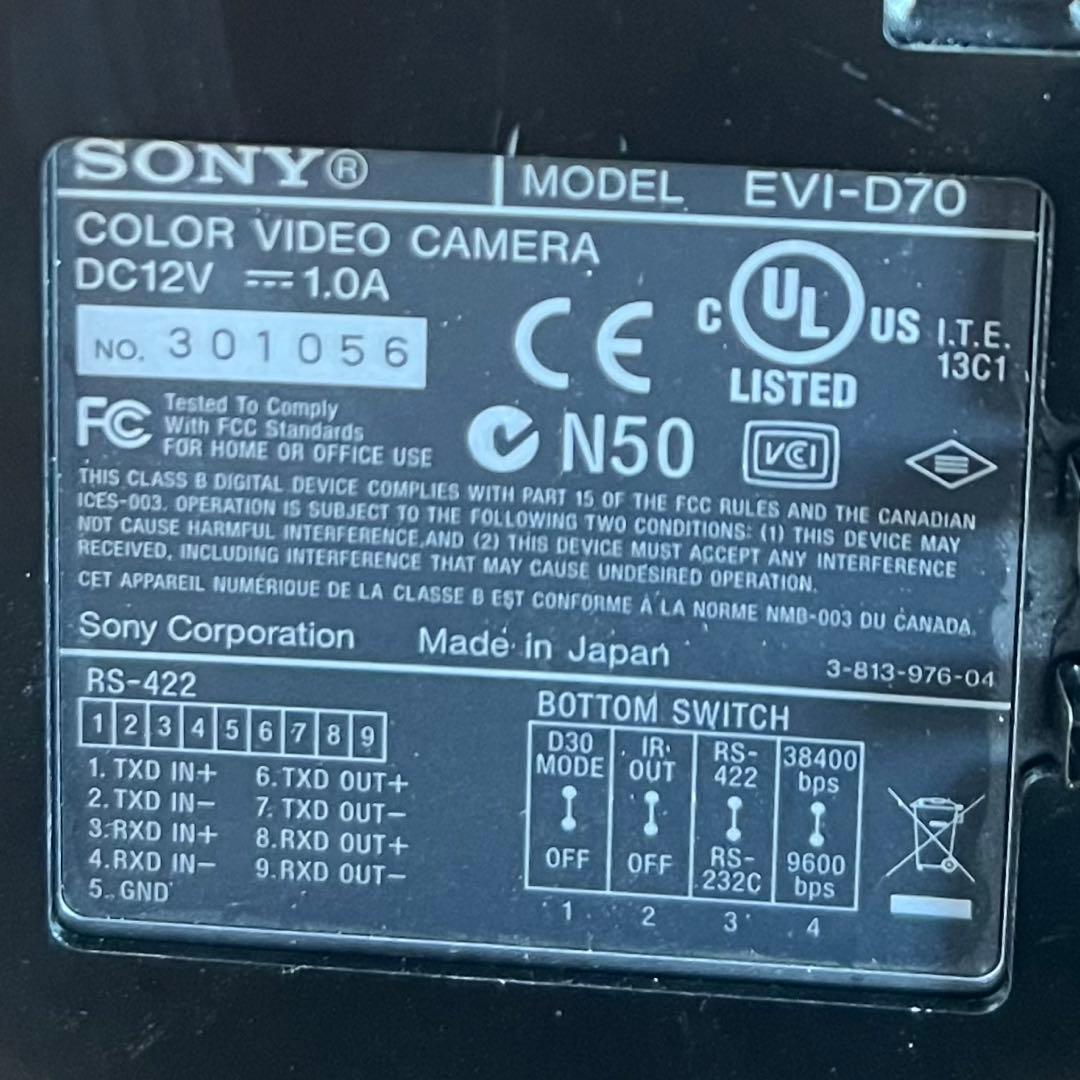 SONY® MODEL EVI-D70
COLOR VIDEO CAMERA
DC12V ⎓ 1.0A
NO. 301056
CE
C UL US LISTED
I.T.E.
13C1
FC Tested To Comply
With FCC Standards
FOR HOME OR OFFICE USE
N50
VCI
THIS CLASS B DIGITAL DEVICE COMPLIES WITH PART 15 OF THE FCC RULES AND THE CANADIAN
ICES-003. OPERATION IS SUBJECT TO THE FOLLOWING TWO CONDITIONS: (1) THIS DEVICE MAY
NOT CAUSE HARMFUL INTERFERENCE,AND (2) THIS DEVICE MUST ACCEPT ANY INTERFERENCE
RECEIVED, INCLUDING INTERFERENCE THAT MAY CAUSE UNDESIRED OPERATION.
CET APPAREIL NUMÉRIQUE DE LA CLASSE B EST CONFORME À LA NORME NMB-003 DU CANADA.
Sony Corporation Made in Japan 3-813-976-04
RS-422
1 2 3 4 5 6 7 8 9
1. TXD IN+
2. TXD IN−
3. RXD IN+
4. RXD IN−
5. GND
6. TXD OUT+
7. TXD OUT−
8. RXD OUT+
9. RXD OUT−
BOTTOM SWITCH
D30 MODE OFF 1
IR-OUT OFF 2
RS-422 RS-232C 3
38400 bps 9600 bps 4